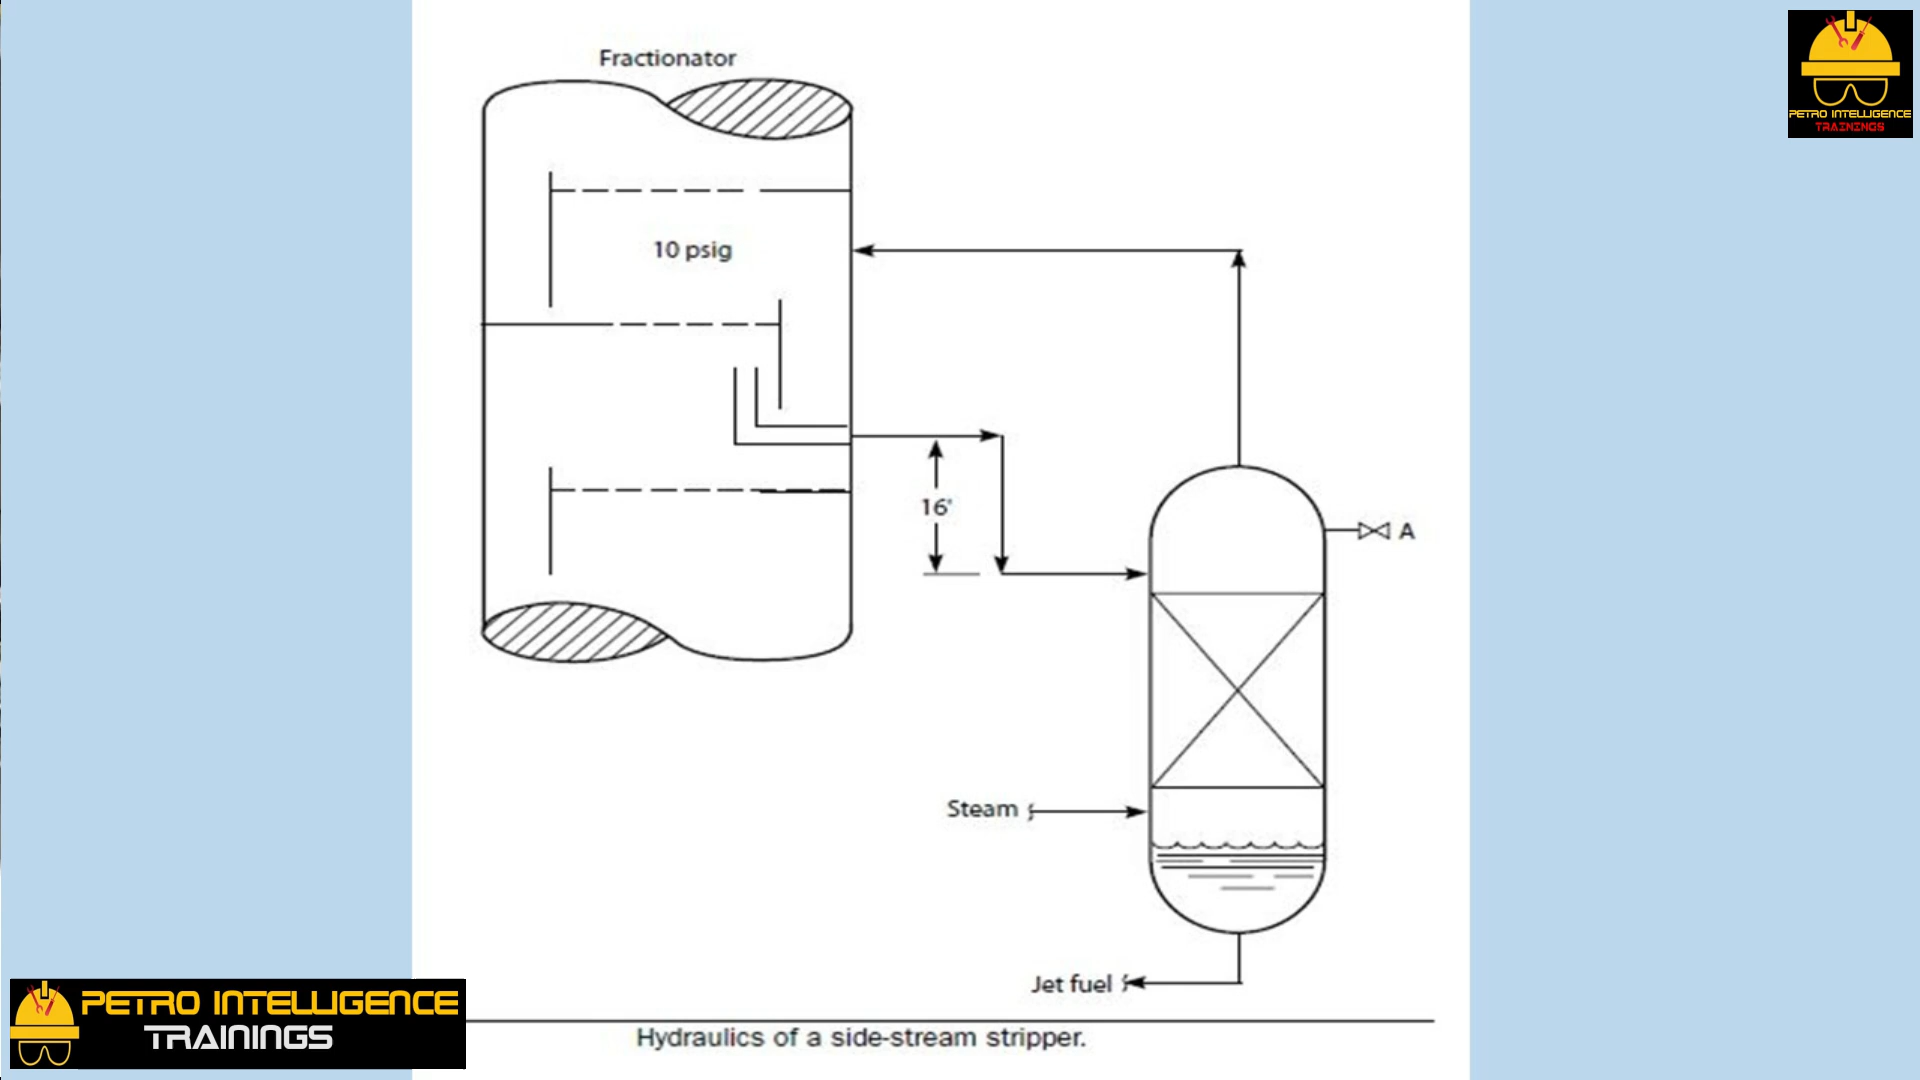 Fractionator
PETRO INTELLIGENCE
TRAININGS
10 psig
16'
A
Steam
Jet fuel
PETRO INTELLIGENCE
TRAININGS
Hydraulics of a side-stream stripper.